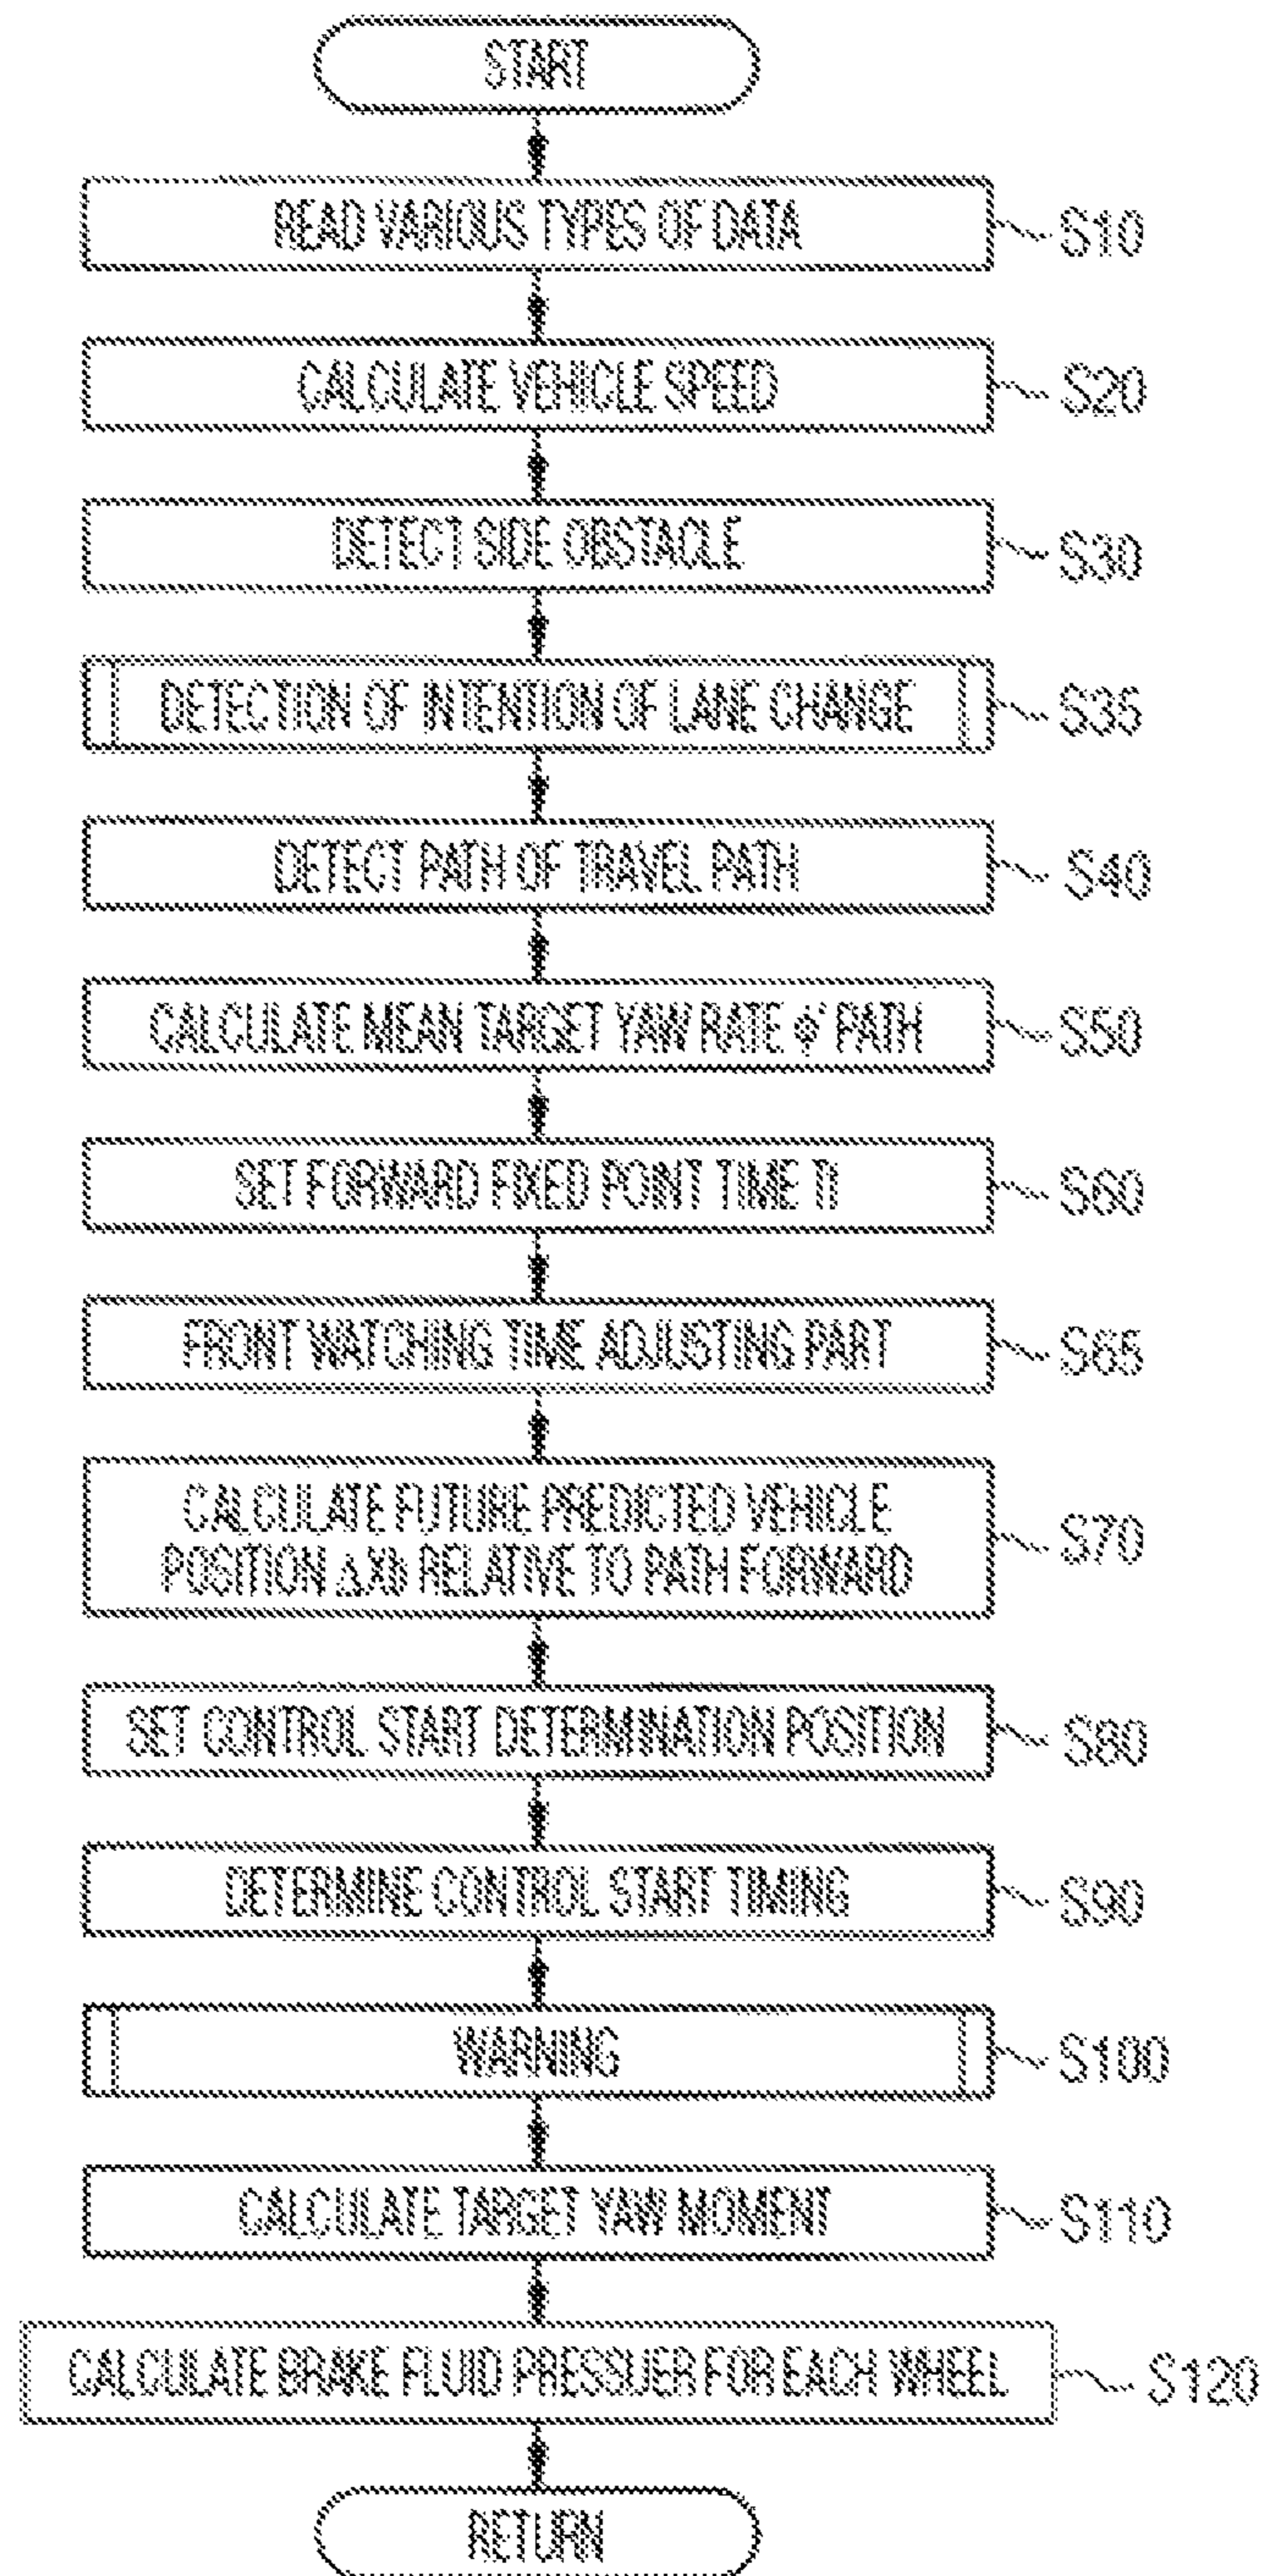 START
READ VARIOUS TYPES OF DATA
S10
CALCULATE VEHICLE SPEED
S20
DETECT SIDE OBSTACLE
S30
DETECTION OF INTENTION OF LANE CHANGE
S35
DETECT PATH OF TRAVEL PATH
S40
CALCULATE MEAN TARGET YAW RATE ϕ' PATH
S50
SET FORWARD FIXED POINT TIME Tt
S60
FRONT WATCHING TIME ADJUSTING PART
S65
CALCULATE FUTURE PREDICTED VEHICLE
POSITION ΔXb RELATIVE TO PATH FORWARD
S70
SET CONTROL START DETERMINATION POSITION
S80
DETERMINE CONTROL START TIMING
S90
WARNING
S100
CALCULATE TARGET YAW MOMENT
S110
CALCULATE BRAKE FLUID PRESSUER FOR EACH WHEEL
S120
RETURN